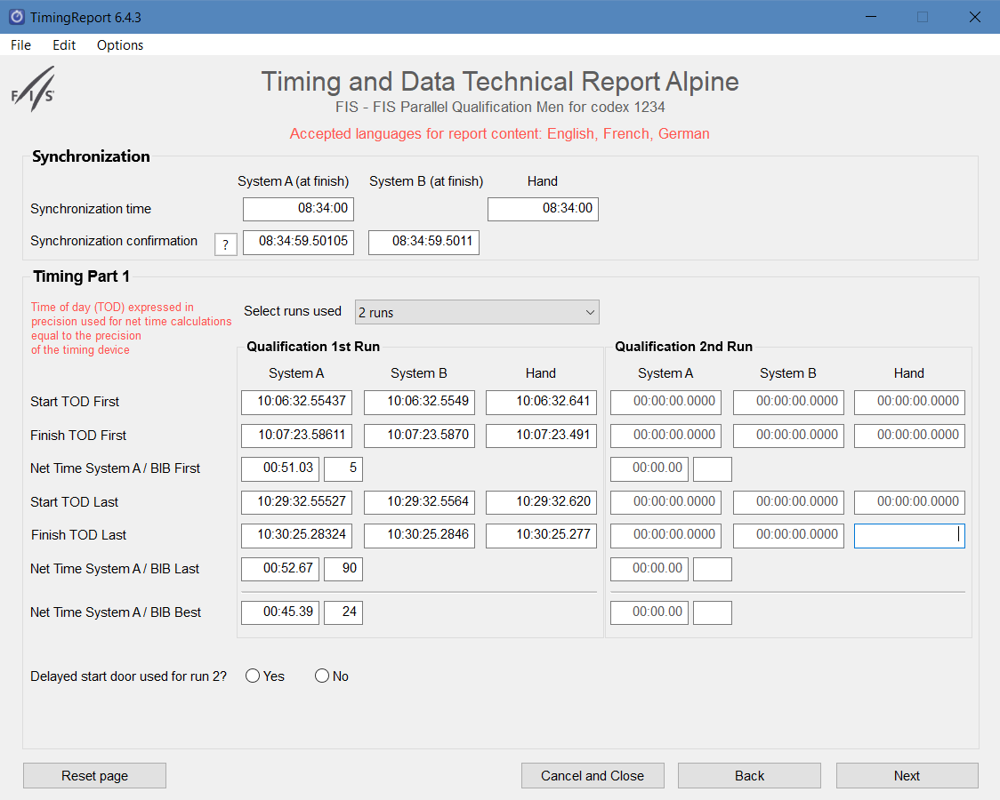 TimingReport 6.4.3
File Edit Options
FIS
Timing and Data Technical Report Alpine
FIS - FIS Parallel Qualification Men for codex 1234
Accepted languages for report content: English, French, German
Synchronization
System A (at finish) System B (at finish) Hand
Synchronization time 08:34:00 08:34:00
Synchronization confirmation ? 08:34:59.50105 08:34:59.5011
Timing Part 1
Time of day (TOD) expressed in
precision used for net time calculations
equal to the precision
of the timing device
Select runs used 2 runs
Qualification 1st Run Qualification 2nd Run
System A System B Hand System A System B Hand
Start TOD First 10:06:32.55437 10:06:32.5549 10:06:32.641 00:00:00.0000 00:00:00.0000 00:00:00.0000
Finish TOD First 10:07:23.58611 10:07:23.5870 10:07:23.491 00:00:00.0000 00:00:00.0000 00:00:00.0000
Net Time System A / BIB First 00:51.03 5 00:00.00
Start TOD Last 10:29:32.55527 10:29:32.5564 10:29:32.620 00:00:00.0000 00:00:00.0000 00:00:00.0000
Finish TOD Last 10:30:25.28324 10:30:25.2846 10:30:25.277 00:00:00.0000 00:00:00.0000
Net Time System A / BIB Last 00:52.67 90 00:00.00
Net Time System A / BIB Best 00:45.39 24 00:00.00
Delayed start door used for run 2? Yes No
Reset page Cancel and Close Back Next